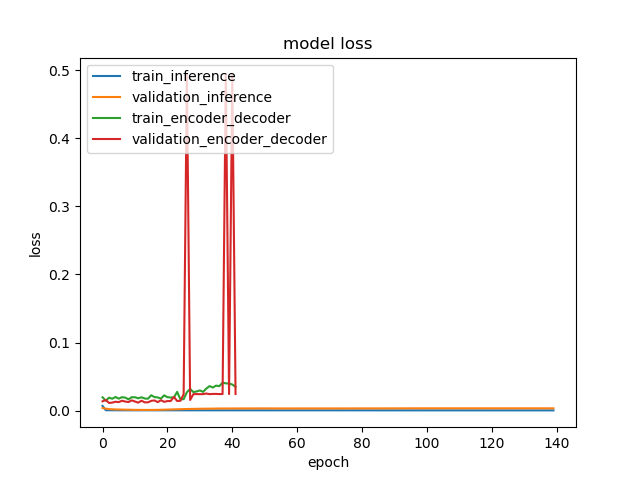 model loss
train_inference
validation_inference
train_encoder_decoder
validation_encoder_decoder
0.5
0.4
0.3
0.2
0.1
0.0
loss
0 20 40 60 80 100 120 140
epoch